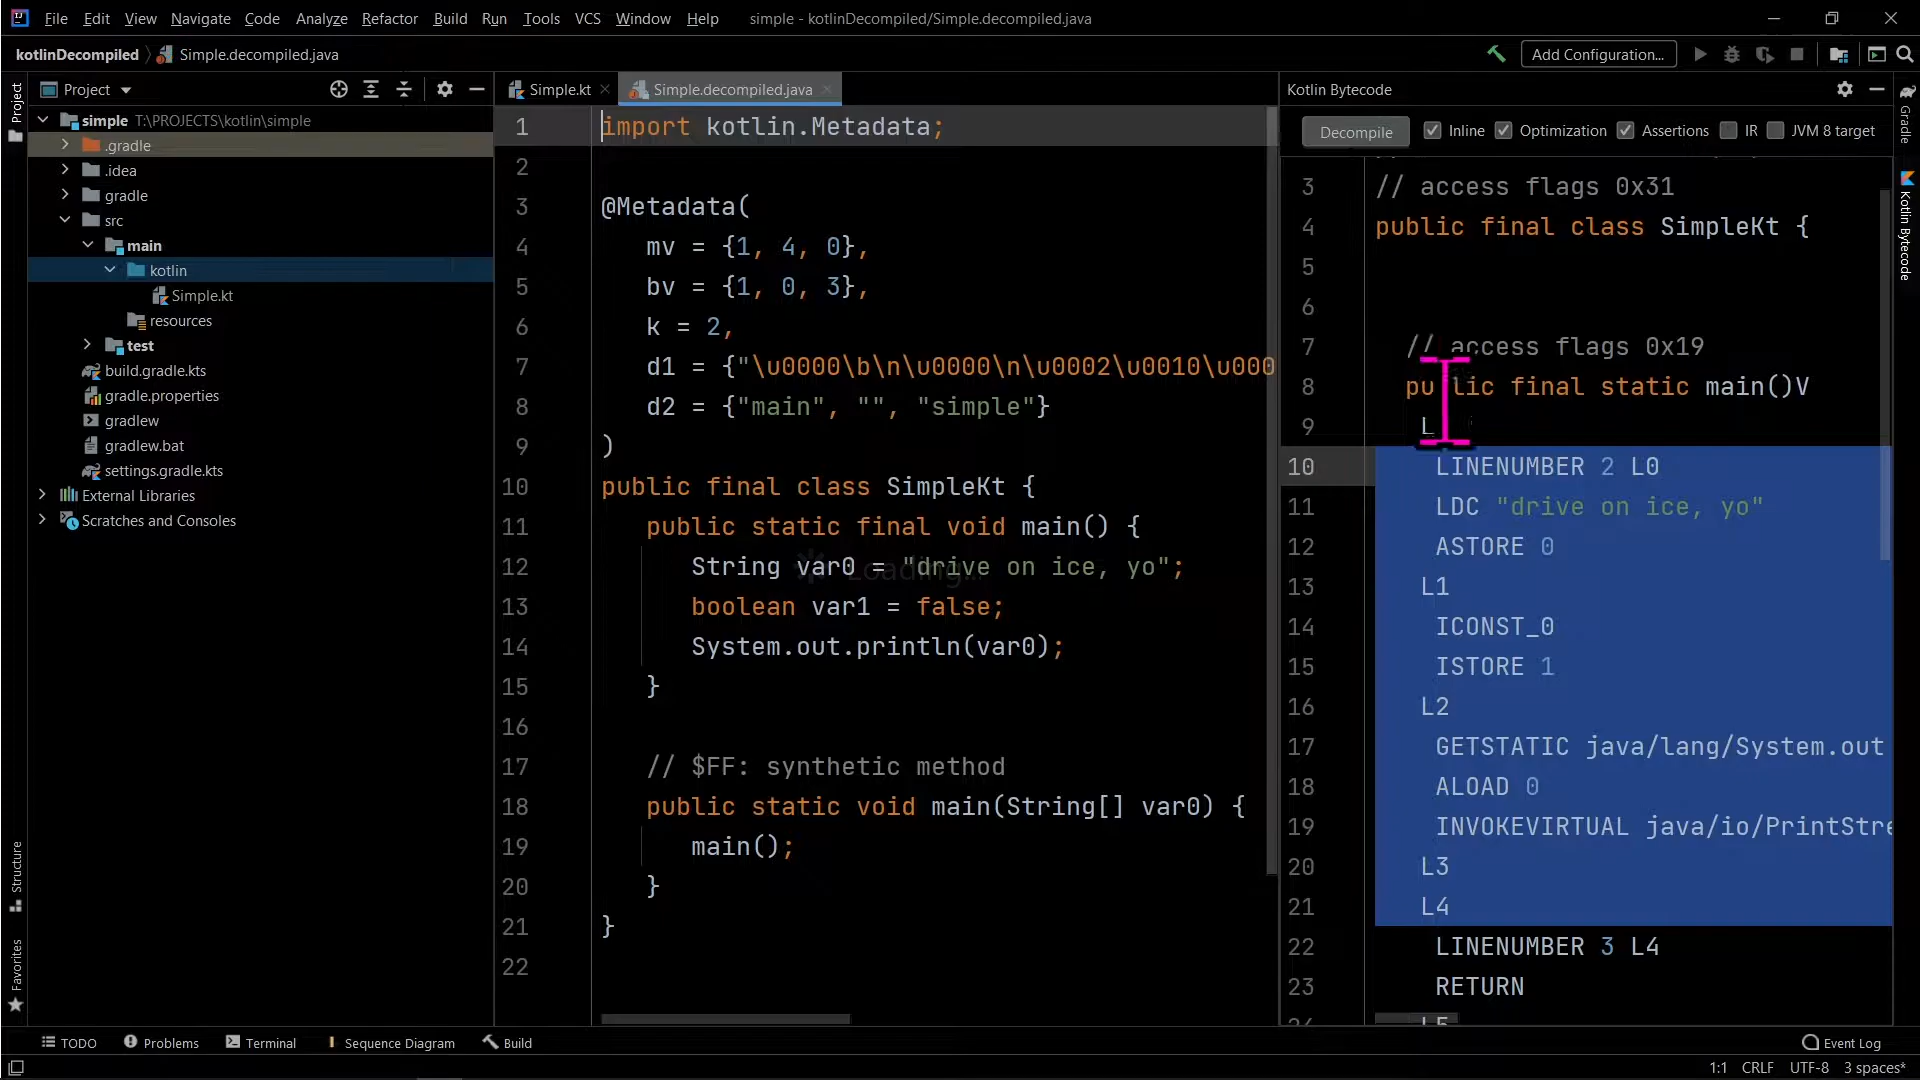 File Edit View Navigate Code Analyze Refactor Build Run Tools VCS Window Help simple - kotlinDecompiled/Simple.decompiled.java
kotlinDecompiled Simple.decompiled.java Add Configuration...
Project
Structure
Favorites
Project
simple T:\PROJECTS\kotlin\simple
.gradle
.idea
gradle
src
main
kotlin
Simple.kt
resources
test
build.gradle.kts
gradle.properties
gradlew
gradlew.bat
settings.gradle.kts
External Libraries
Scratches and Consoles
Simple.kt Simple.decompiled.java
1 import kotlin.Metadata;
2
3 @Metadata(
4 mv = {1, 4, 0},
5 bv = {1, 0, 3},
6 k = 2,
7 d1 = {"\u0000\b\n\u0000\n\u0002\u0010\u000
8 d2 = {"main", "", "simple"}
9 )
10 public final class SimpleKt {
11 public static final void main() {
12 String var0 = "drive on ice, yo";
Loading...
13 boolean var1 = false;
14 System.out.println(var0);
15 }
16
17 // $FF: synthetic method
18 public static void main(String[] var0) {
19 main();
20 }
21 }
22
Kotlin Bytecode
Decompile Inline Optimization Assertions IR JVM 8 target
3 // access flags 0x31
4 public final class SimpleKt {
5
6
7 // access flags 0x19
8 public final static main()V
9 L
10 LINENUMBER 2 L0
11 LDC "drive on ice, yo"
12 ASTORE 0
13 L1
14 ICONST_0
15 ISTORE 1
16 L2
17 GETSTATIC java/lang/System.out
18 ALOAD 0
19 INVOKEVIRTUAL java/io/PrintStre
20 L3
21 L4
22 LINENUMBER 3 L4
23 RETURN
24 L5
Gradle
Kotlin Bytecode
TODO Problems Terminal Sequence Diagram Build Event Log
1:1 CRLF UTF-8 3 spaces*